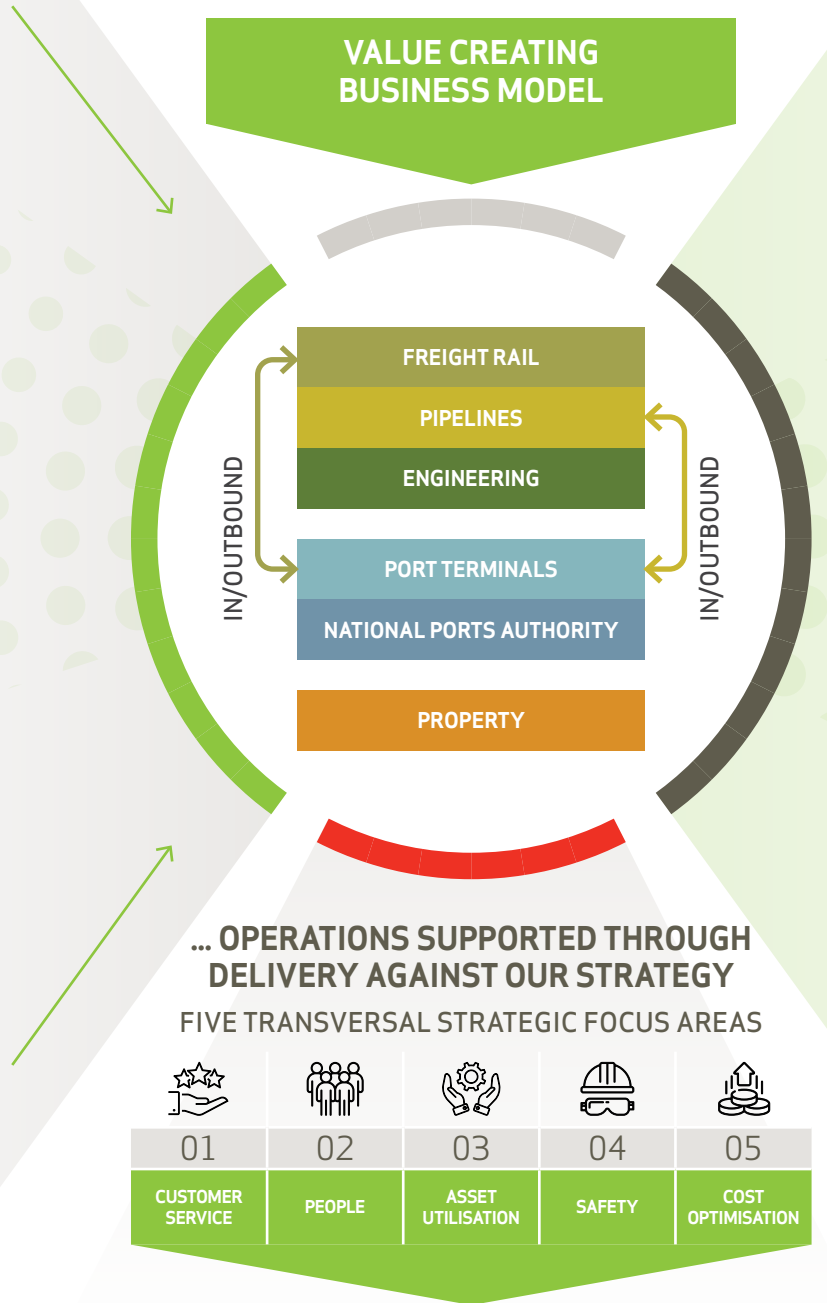 VALUE CREATING
BUSINESS MODEL
FREIGHT RAIL
PIPELINES
ENGINEERING
IN/OUTBOUND
IN/OUTBOUND
PORT TERMINALS
NATIONAL PORTS AUTHORITY
PROPERTY
... OPERATIONS SUPPORTED THROUGH
DELIVERY AGAINST OUR STRATEGY
FIVE TRANSVERSAL STRATEGIC FOCUS AREAS
01
02
03
04
05
CUSTOMER
SERVICE
PEOPLE
ASSET
UTILISATION
SAFETY
COST
OPTIMISATION